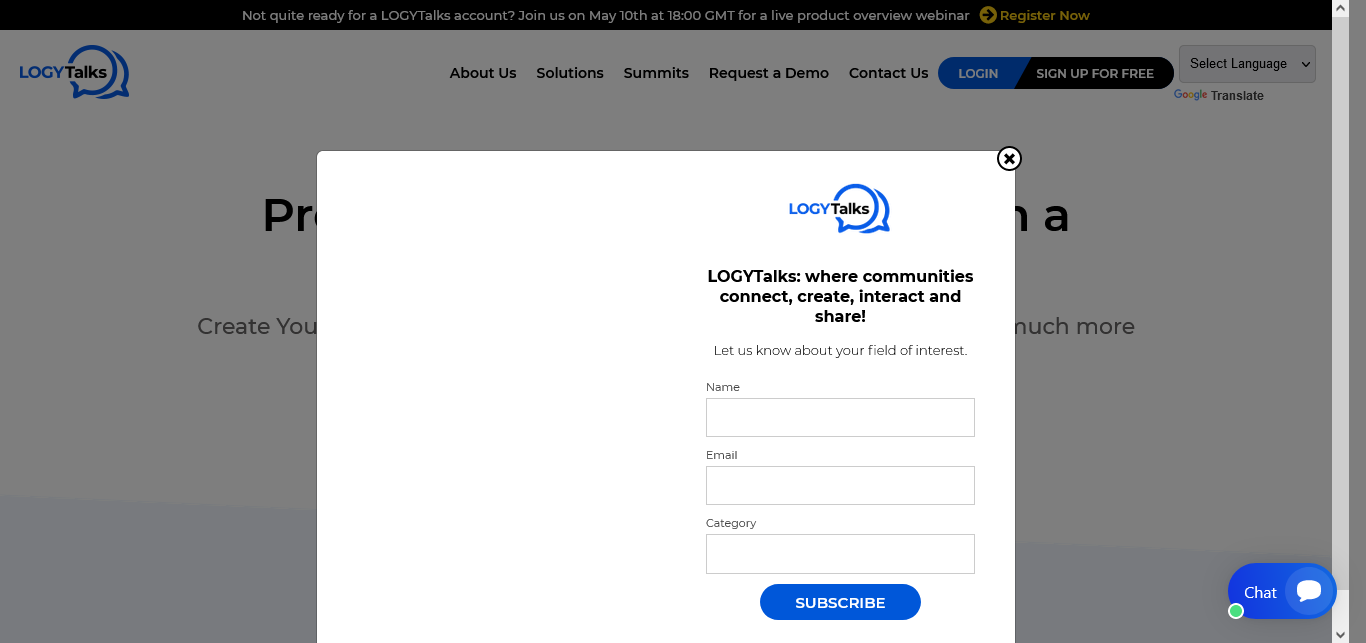 Not quite ready for a LOGYTalks account? Join us on May 10th at 18:00 GMT for a live product overview webinar Register Now
LOGYTalks
About Us Solutions Summits Request a Demo Contact Us LOGIN SIGN UP FOR FREE Select Language
Google Translate
LOGYTalks
LOGYTalks: where communities
connect, create, interact and
share!
Create You
much more
Let us know about your field of interest.
Name
Email
Category
SUBSCRIBE
Chat